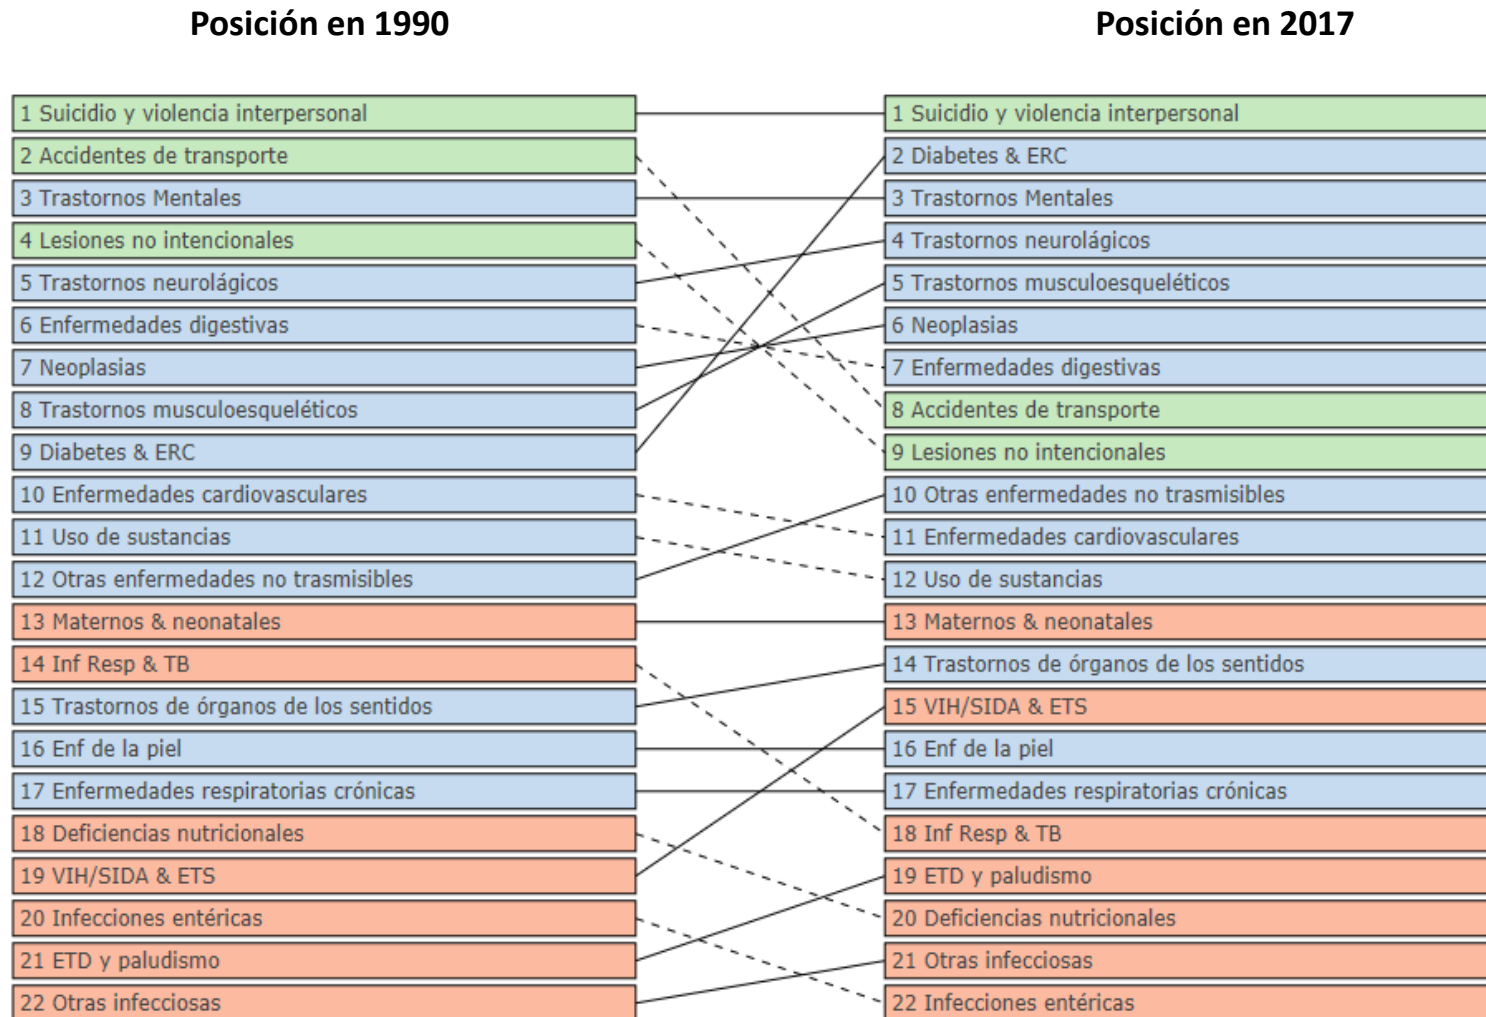 Posición en 1990
Posición en 2017
1 Suicidio y violencia interpersonal
2 Accidentes de transporte
3 Trastornos Mentales
4 Lesiones no intencionales
5 Trastornos neurolágicos
6 Enfermedades digestivas
7 Neoplasias
8 Trastornos musculoesqueléticos
9 Diabetes & ERC
10 Enfermedades cardiovasculares
11 Uso de sustancias
12 Otras enfermedades no trasmisibles
13 Maternos & neonatales
14 Inf Resp & TB
15 Trastornos de órganos de los sentidos
16 Enf de la piel
17 Enfermedades respiratorias crónicas
18 Deficiencias nutricionales
19 VIH/SIDA & ETS
20 Infecciones entéricas
21 ETD y paludismo
22 Otras infecciosas
1 Suicidio y violencia interpersonal
2 Diabetes & ERC
3 Trastornos Mentales
4 Trastornos neurolágicos
5 Trastornos musculoesqueléticos
6 Neoplasias
7 Enfermedades digestivas
8 Accidentes de transporte
9 Lesiones no intencionales
10 Otras enfermedades no trasmisibles
11 Enfermedades cardiovasculares
12 Uso de sustancias
13 Maternos & neonatales
14 Trastornos de órganos de los sentidos
15 VIH/SIDA & ETS
16 Enf de la piel
17 Enfermedades respiratorias crónicas
18 Inf Resp & TB
19 ETD y paludismo
20 Deficiencias nutricionales
21 Otras infecciosas
22 Infecciones entéricas